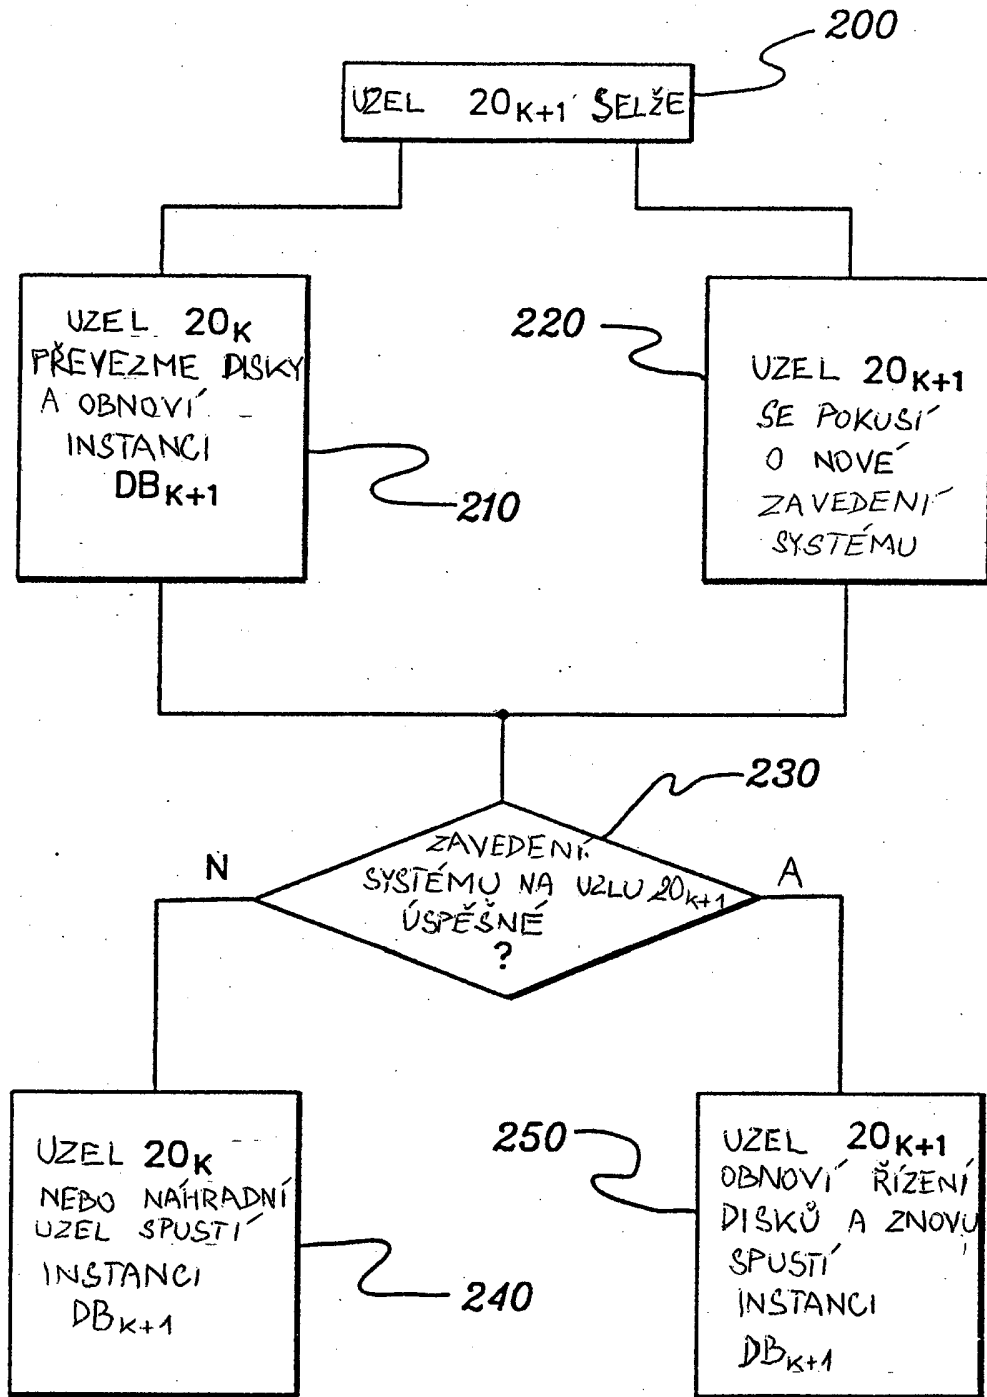 200
UZEL 20K+1 SELŽE
UZEL 20K
PŘEVEZME DISKY
A OBNOVÍ
INSTANCI
DBK+1
210
220
UZEL 20K+1
SE POKUSÍ
O NOVÉ
ZAVEDENÍ
SYSTÉMU
230
ZAVEDENÍ
SYSTÉMU NA UZLU 20K+1
ÚSPĚŠNÉ
?
N
A
UZEL 20K
NEBO NÁHRADNÍ
UZEL SPUSTÍ
INSTANCI
DBK+1
240
250
UZEL 20K+1
OBNOVÍ ŘÍZENÍ
DISKŮ A ZNOVU
SPUSTÍ
INSTANCI
DBK+1